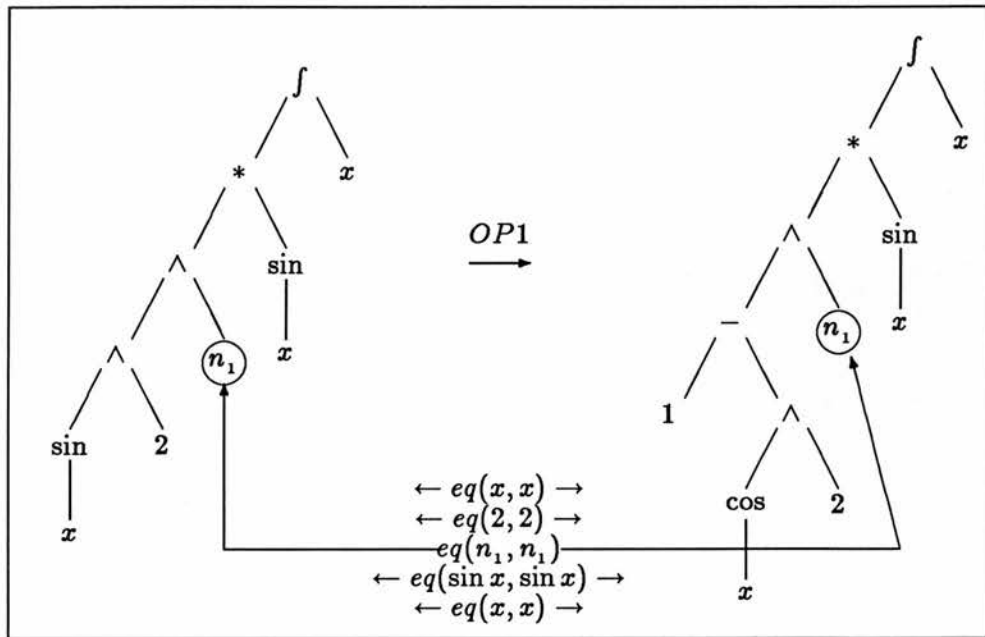 ∫
∫
* x
* x
OP1
∧ sin
∧ sin
∧ n₁ x
− n₁ x
sin 2
1 ∧
x
cos 2
x
← eq(x, x) →
← eq(2, 2) →
eq(n₁, n₁)
← eq(sin x, sin x) →
← eq(x, x) →